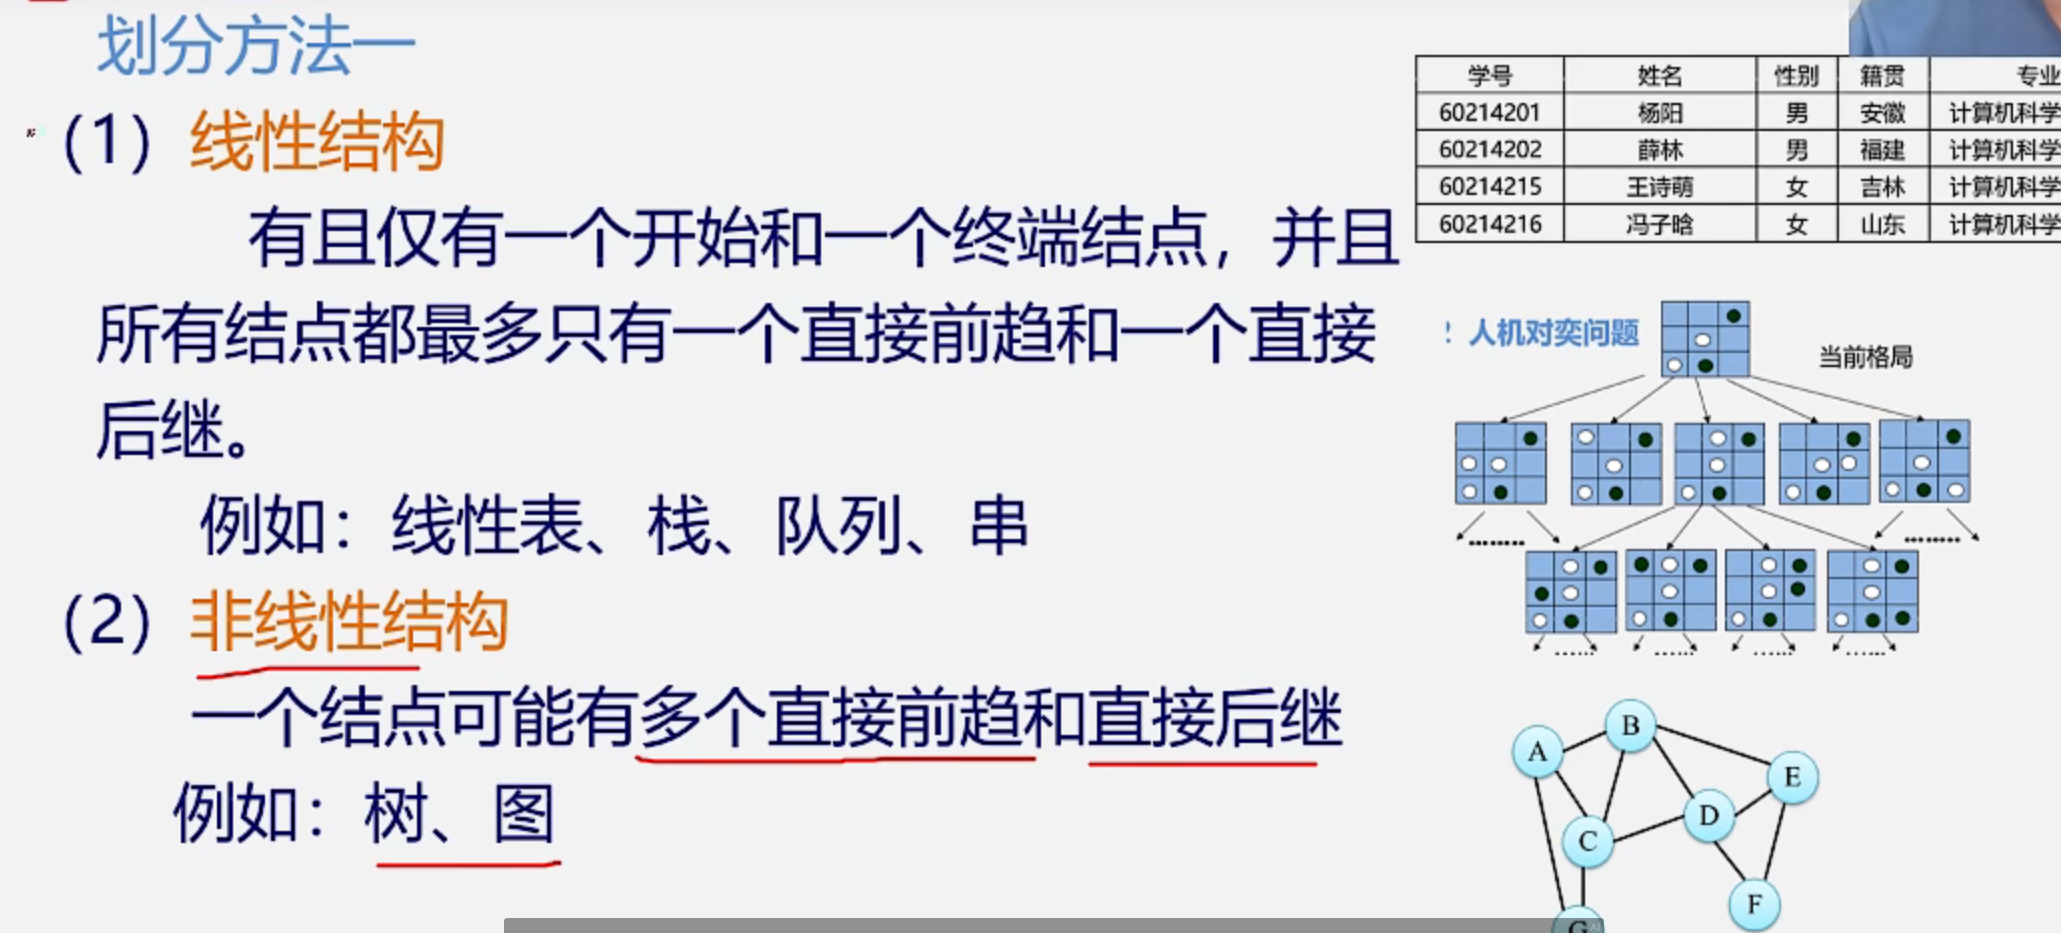 划分方法一
(1)线性结构
有且仅有一个开始和一个终端结点，并且
所有结点都最多只有一个直接前趋和一个直接
后继。
例如：线性表、栈、队列、串
(2)非线性结构
一个结点可能有多个直接前趋和直接后继
例如：树、图
学号 姓名 性别 籍贯 专业
60214201 杨阳 男 安徽 计算机科学
60214202 薛林 男 福建 计算机科学
60214215 王诗萌 女 吉林 计算机科学
60214216 冯子晗 女 山东 计算机科学
人机对弈问题
当前格局
........ ........
...... ...... ...... ......
B
A
E
D
C
F
G